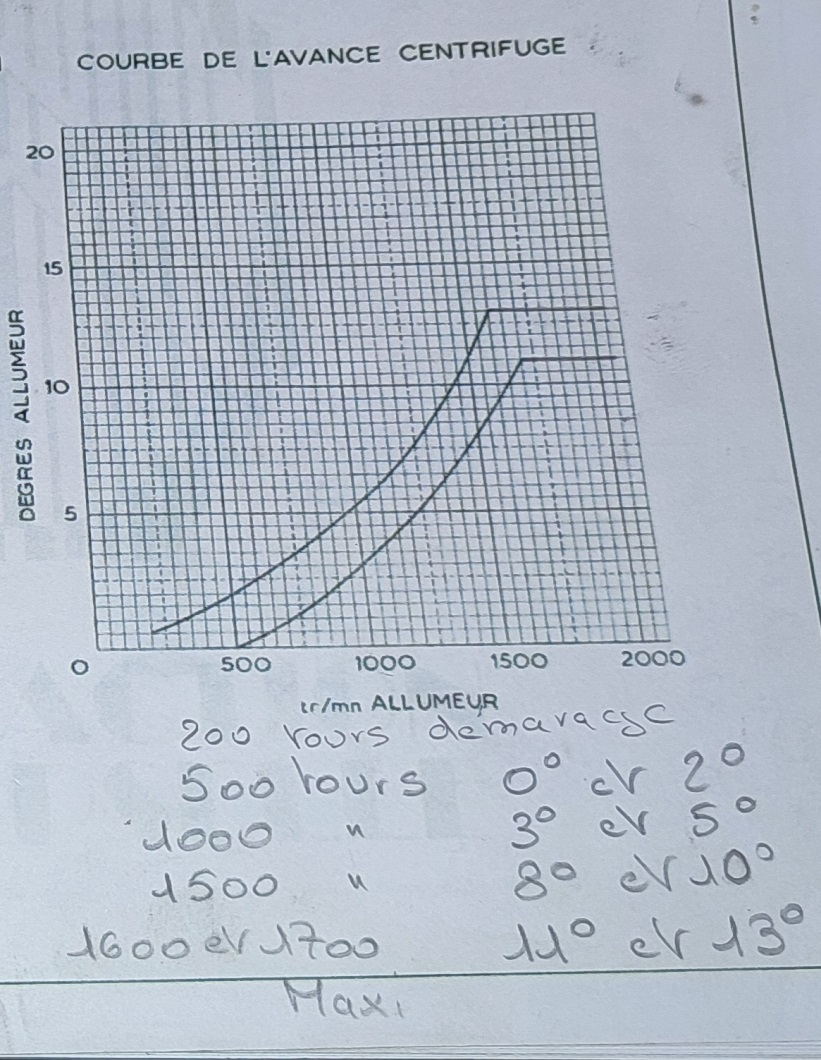 COURBE DE L'AVANCE CENTRIFUGE
20
15
10
5
DEGRES ALLUMEUR
0 500 1000 1500 2000
tr/mn ALLUMEUR
200 tours démarage
500 tours 0° et 2°
1000 " 3° et 5°
1500 " 8° et 10°
1600 et 1700 11° et 13°
Maxi